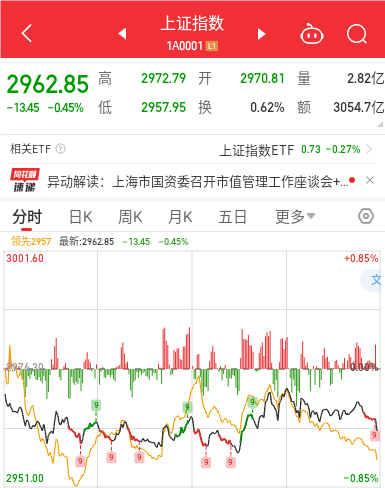 上证指数
1A0001 L1
2962.85
-13.45 -0.45%
高 2972.79 开 2970.81 量 2.82亿
低 2957.95 换 0.62% 额 3054.7亿
相关ETF ? 上证指数ETF 0.73 -0.27%
同花顺
速递
异动解读：上海市国资委召开市值管理工作座谈会+...
分时 日K 周K 月K 五日 更多
领先2957 最新:2962.85 -13.45 -0.45%
3001.60 +0.85%
文
2976.30 0.00%
9 9 9
9 9 9 9 9 9
2951.00 -0.85%